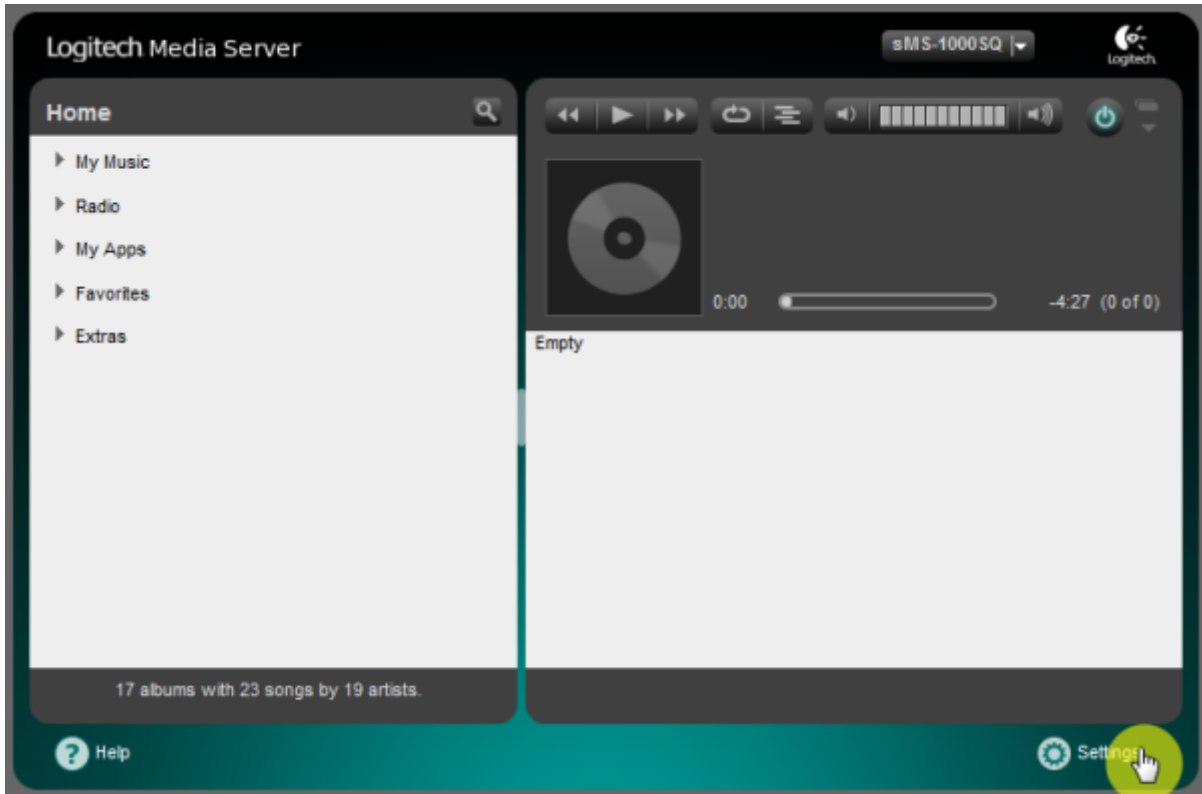 Logitech Media Server
sMS-1000SQ
Logitech
Home
My Music
Radio
My Apps
Favorites
Extras
0:00
-4:27 (0 of 0)
Empty
17 albums with 23 songs by 19 artists.
Help
Settings